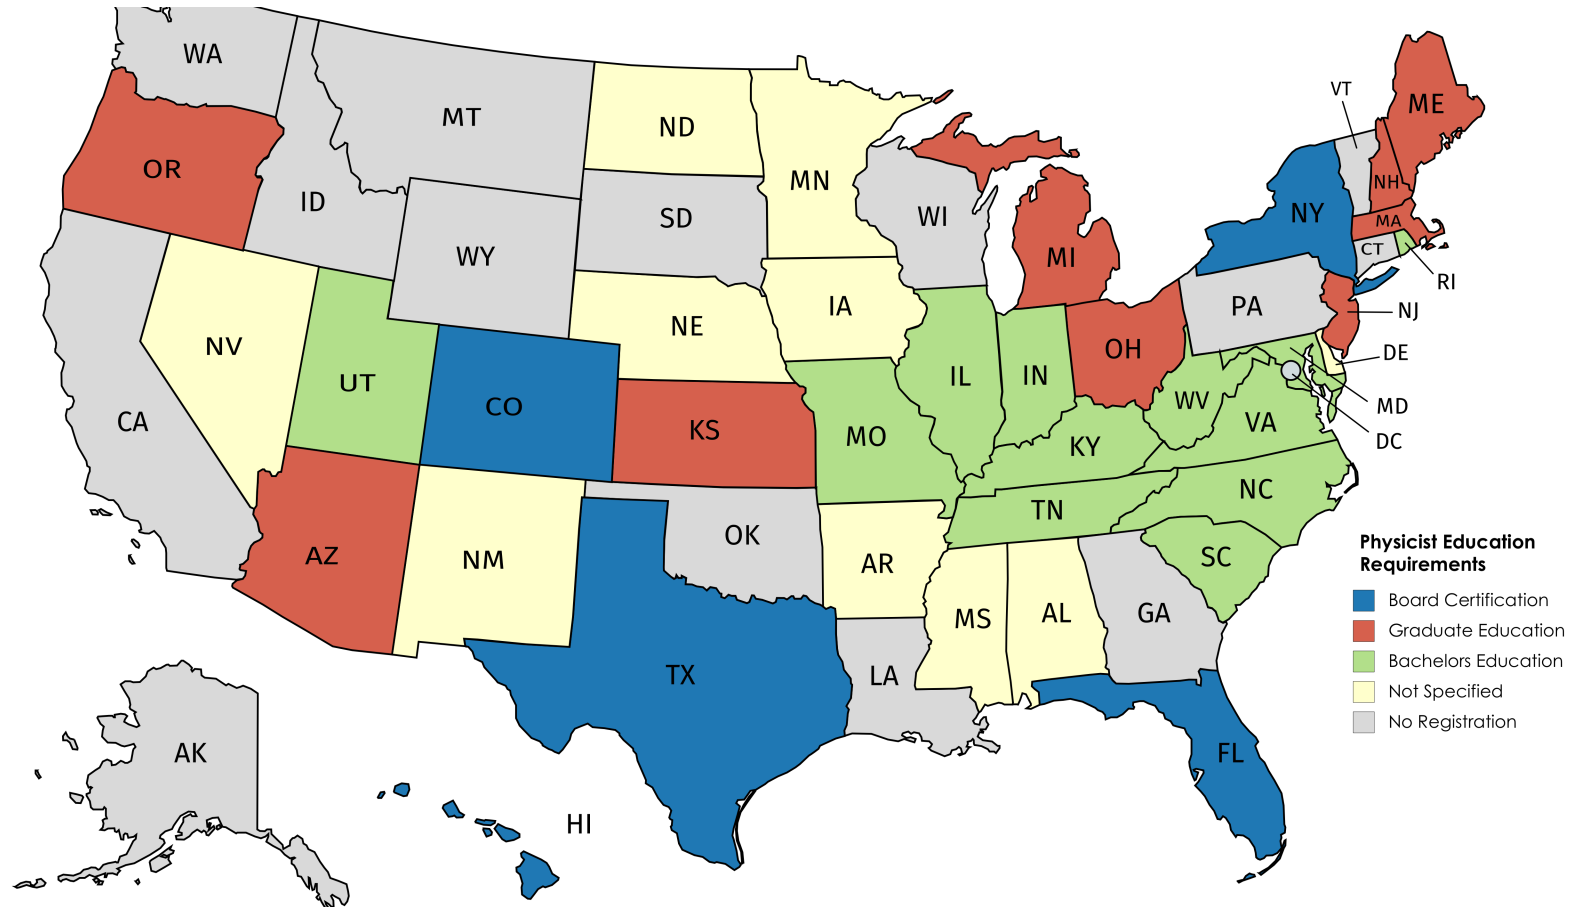 WA
MT
ND
MN
OR
ID
WY
SD
WI
MI
VT
ME
NY
NH
MA
CT
RI
NJ
PA
DE
MD
DC
NV
UT
CO
NE
IA
IL
IN
OH
CA
KS
MO
KY
WV
VA
AZ
NM
OK
AR
TN
NC
SC
MS
AL
GA
TX
LA
FL
AK
HI
Physicist Education
Requirements
Board Certification
Graduate Education
Bachelors Education
Not Specified
No Registration